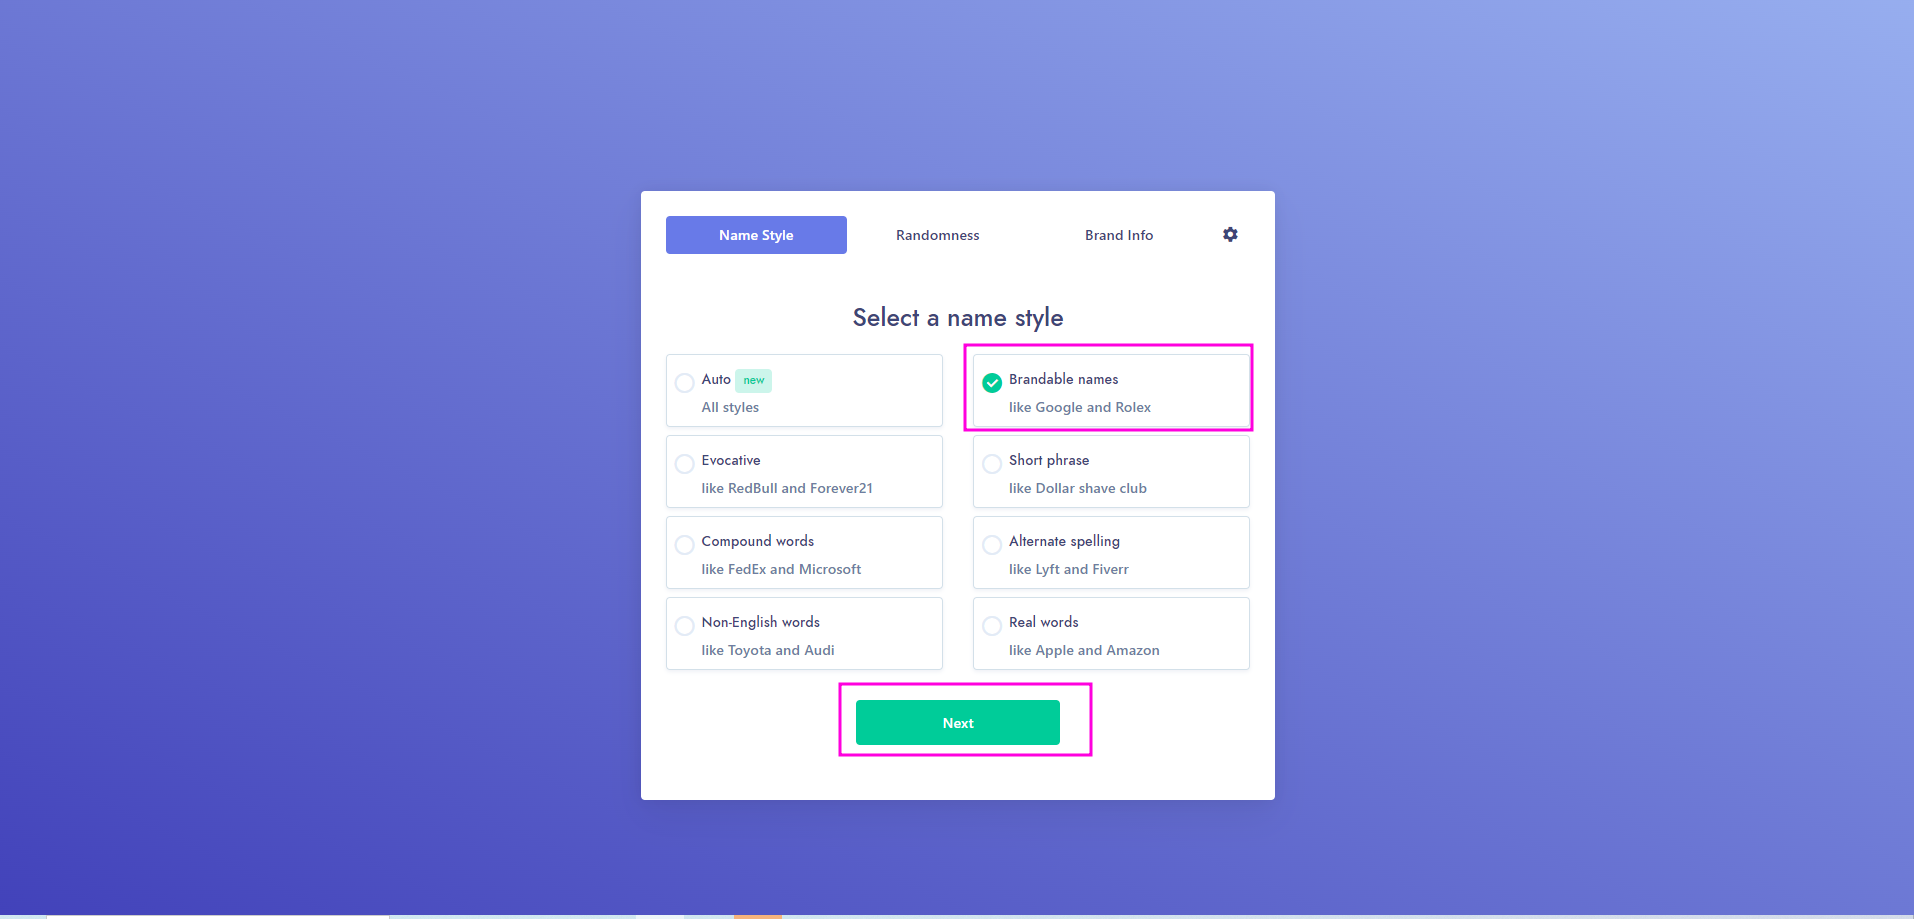 Name Style
Randomness
Brand Info
Select a name style
Auto new
All styles
Brandable names
like Google and Rolex
Evocative
like RedBull and Forever21
Short phrase
like Dollar shave club
Compound words
like FedEx and Microsoft
Alternate spelling
like Lyft and Fiverr
Non-English words
like Toyota and Audi
Real words
like Apple and Amazon
Next